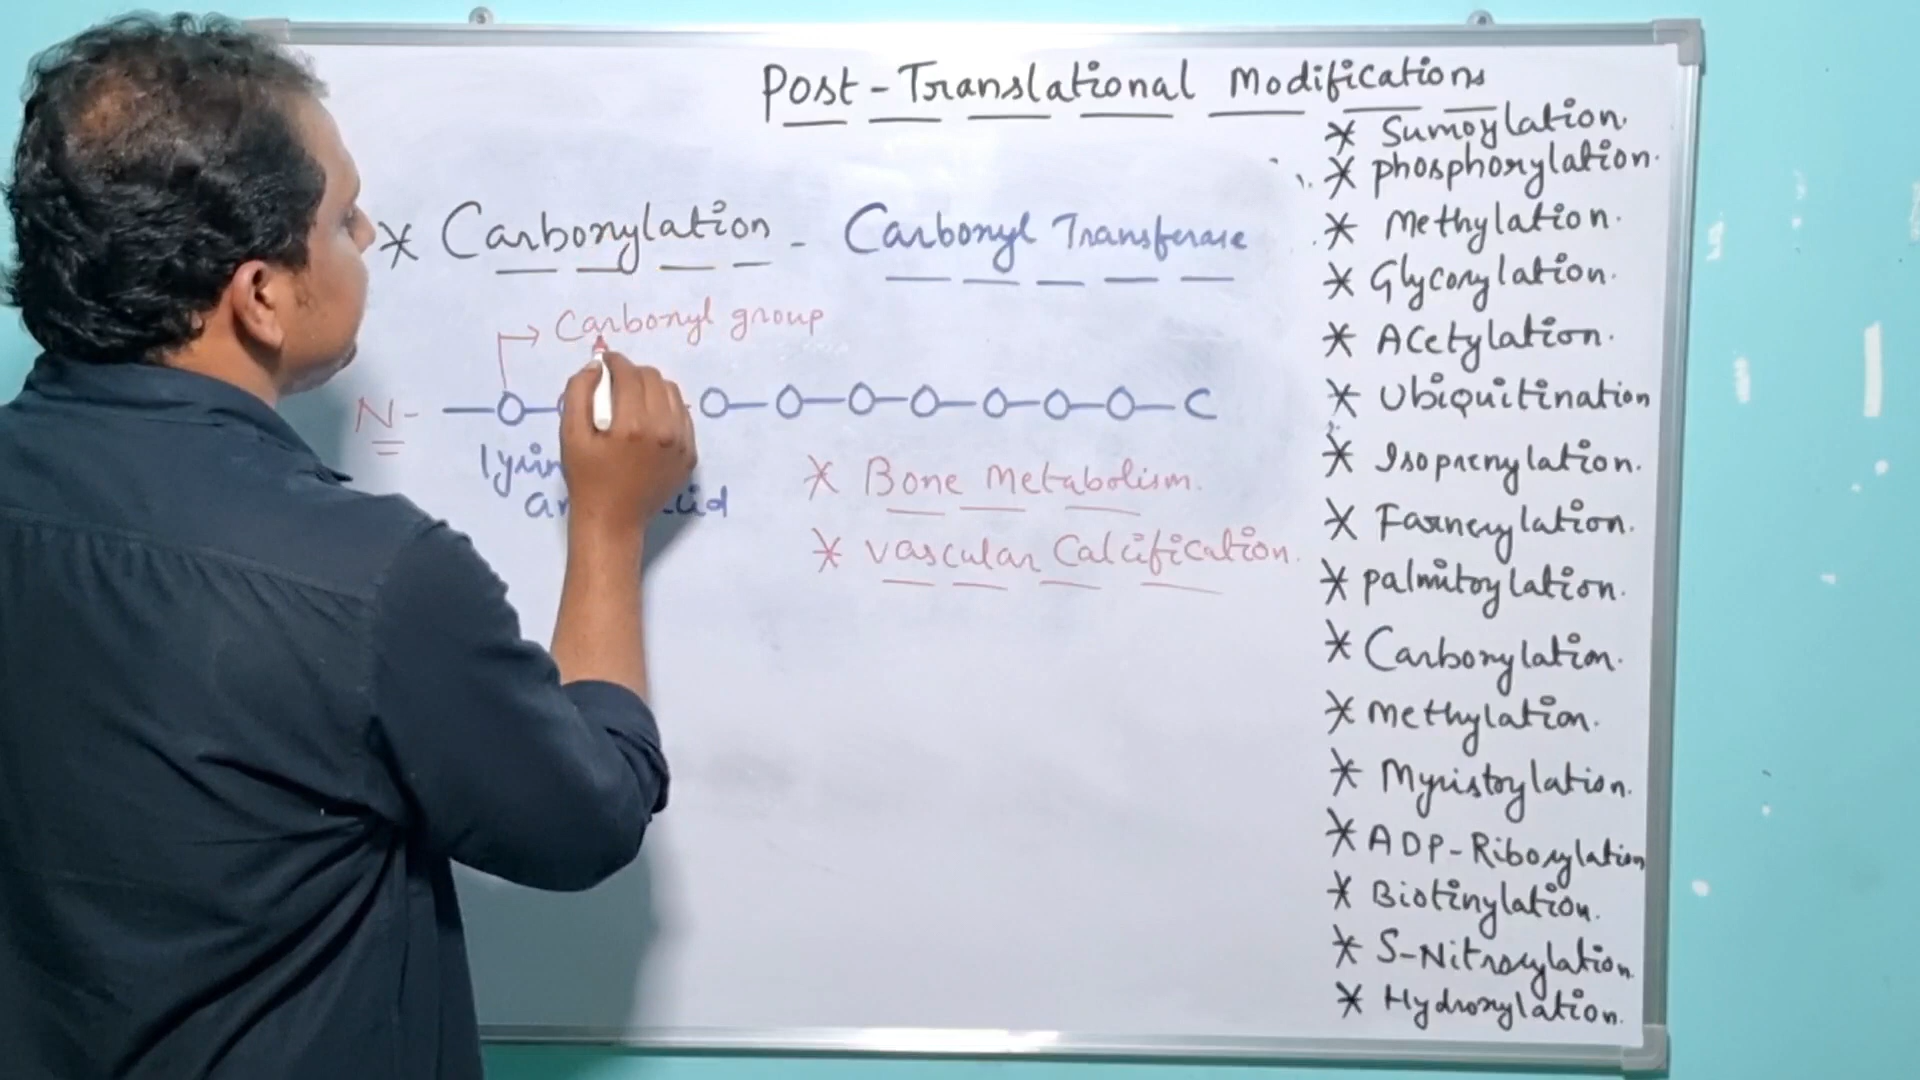 Post-Translational Modifications
* Carbonylation - Carbonyl Transferase
Carbonyl group
N- C
* Bone Metabolism.
* Vascular Calcification.
* Sumoylation.
* phosphorylation.
* Methylation.
* Glycosylation.
* Acetylation.
* Ubiquitination
* Isoprenylation.
* Farnesylation.
* palmitoylation.
* Carbonylation.
* Methylation.
* Myristoylation.
* ADP-Ribosylation
* Biotinylation.
* S-Nitrosylation.
* Hydroxylation.